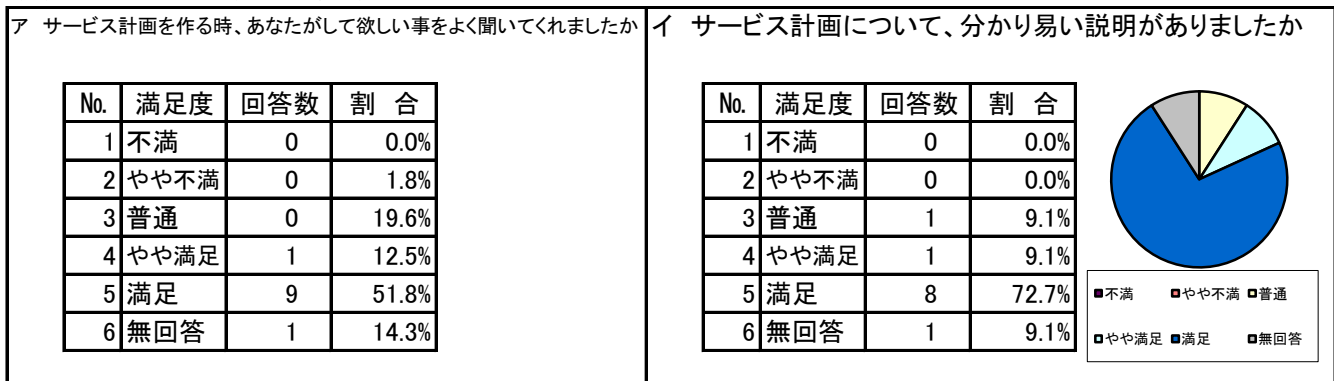 ア サービス計画を作る時、あなたがして欲しい事をよく聞いてくれましたか
No. 満足度 回答数 割 合
1 不満 0 0.0%
2 やや不満 0 1.8%
3 普通 0 19.6%
4 やや満足 1 12.5%
5 満足 9 51.8%
6 無回答 1 14.3%
イ サービス計画について、分かり易い説明がありましたか
No. 満足度 回答数 割 合
1 不満 0 0.0%
2 やや不満 0 0.0%
3 普通 1 9.1%
4 やや満足 1 9.1%
5 満足 8 72.7%
6 無回答 1 9.1%
不満 やや不満 普通
やや満足 満足 無回答